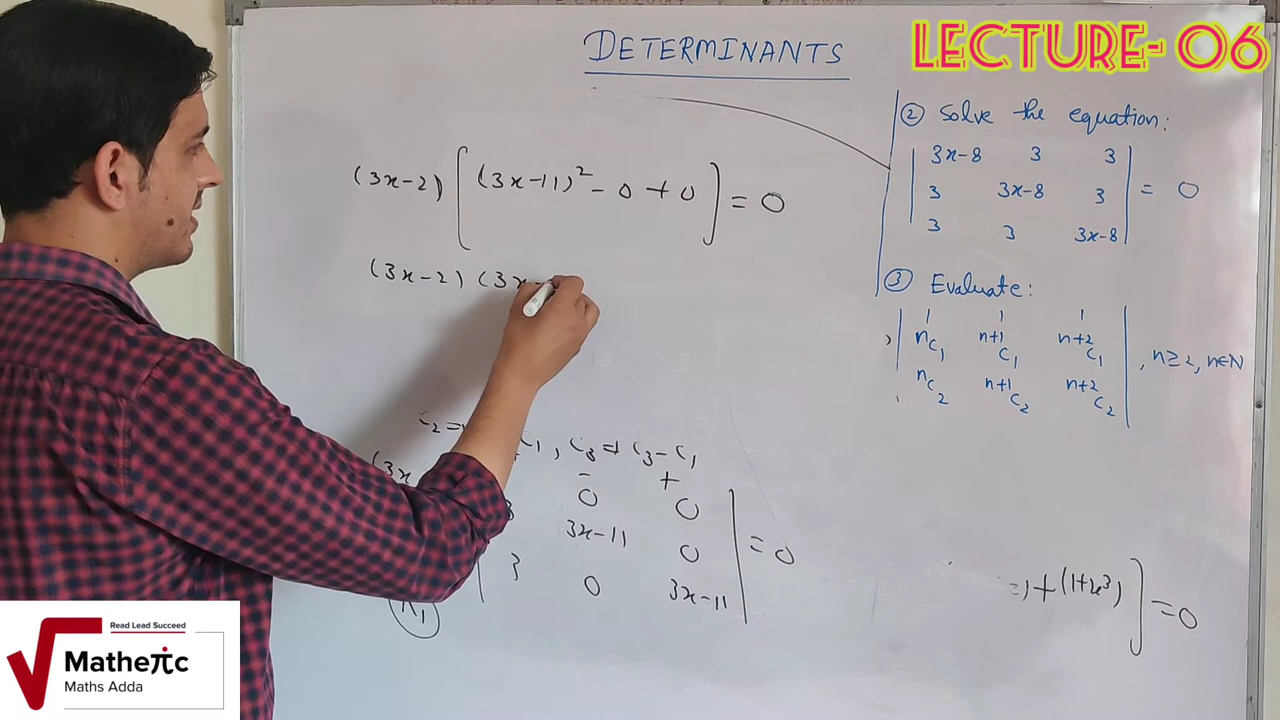 DETERMINANTS
LECTURE- 06
(3x-2) [ (3x-11)² - 0 + 0 ] = 0
(3x-2) (3x-
C₁ , C₃ → C₃ - C₁
- +
0 0
3x-11 0 = 0
3 0 3x-11
R₁
② Solve the equation:
3x-8 3 3
3 3x-8 3 = 0
3 3 3x-8
③ Evaluate:
1 1 1
ⁿC₁ ⁿ⁺¹C₁ ⁿ⁺²C₁ , n≥2, n∈N
ⁿC₂ ⁿ⁺¹C₂ ⁿ⁺²C₂
] = 0
Read Lead Succeed
Matheπc
Maths Adda